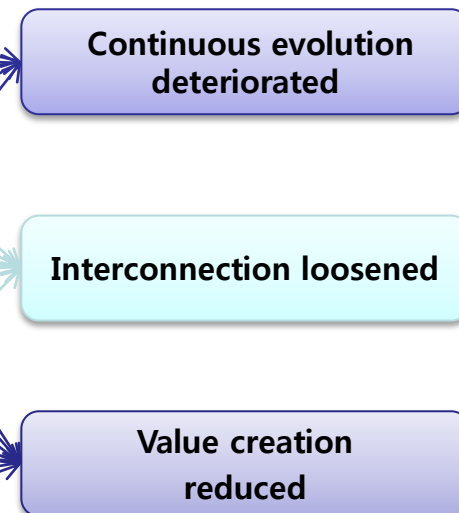 Continuous evolution
deteriorated
Interconnection loosened
Value creation
reduced